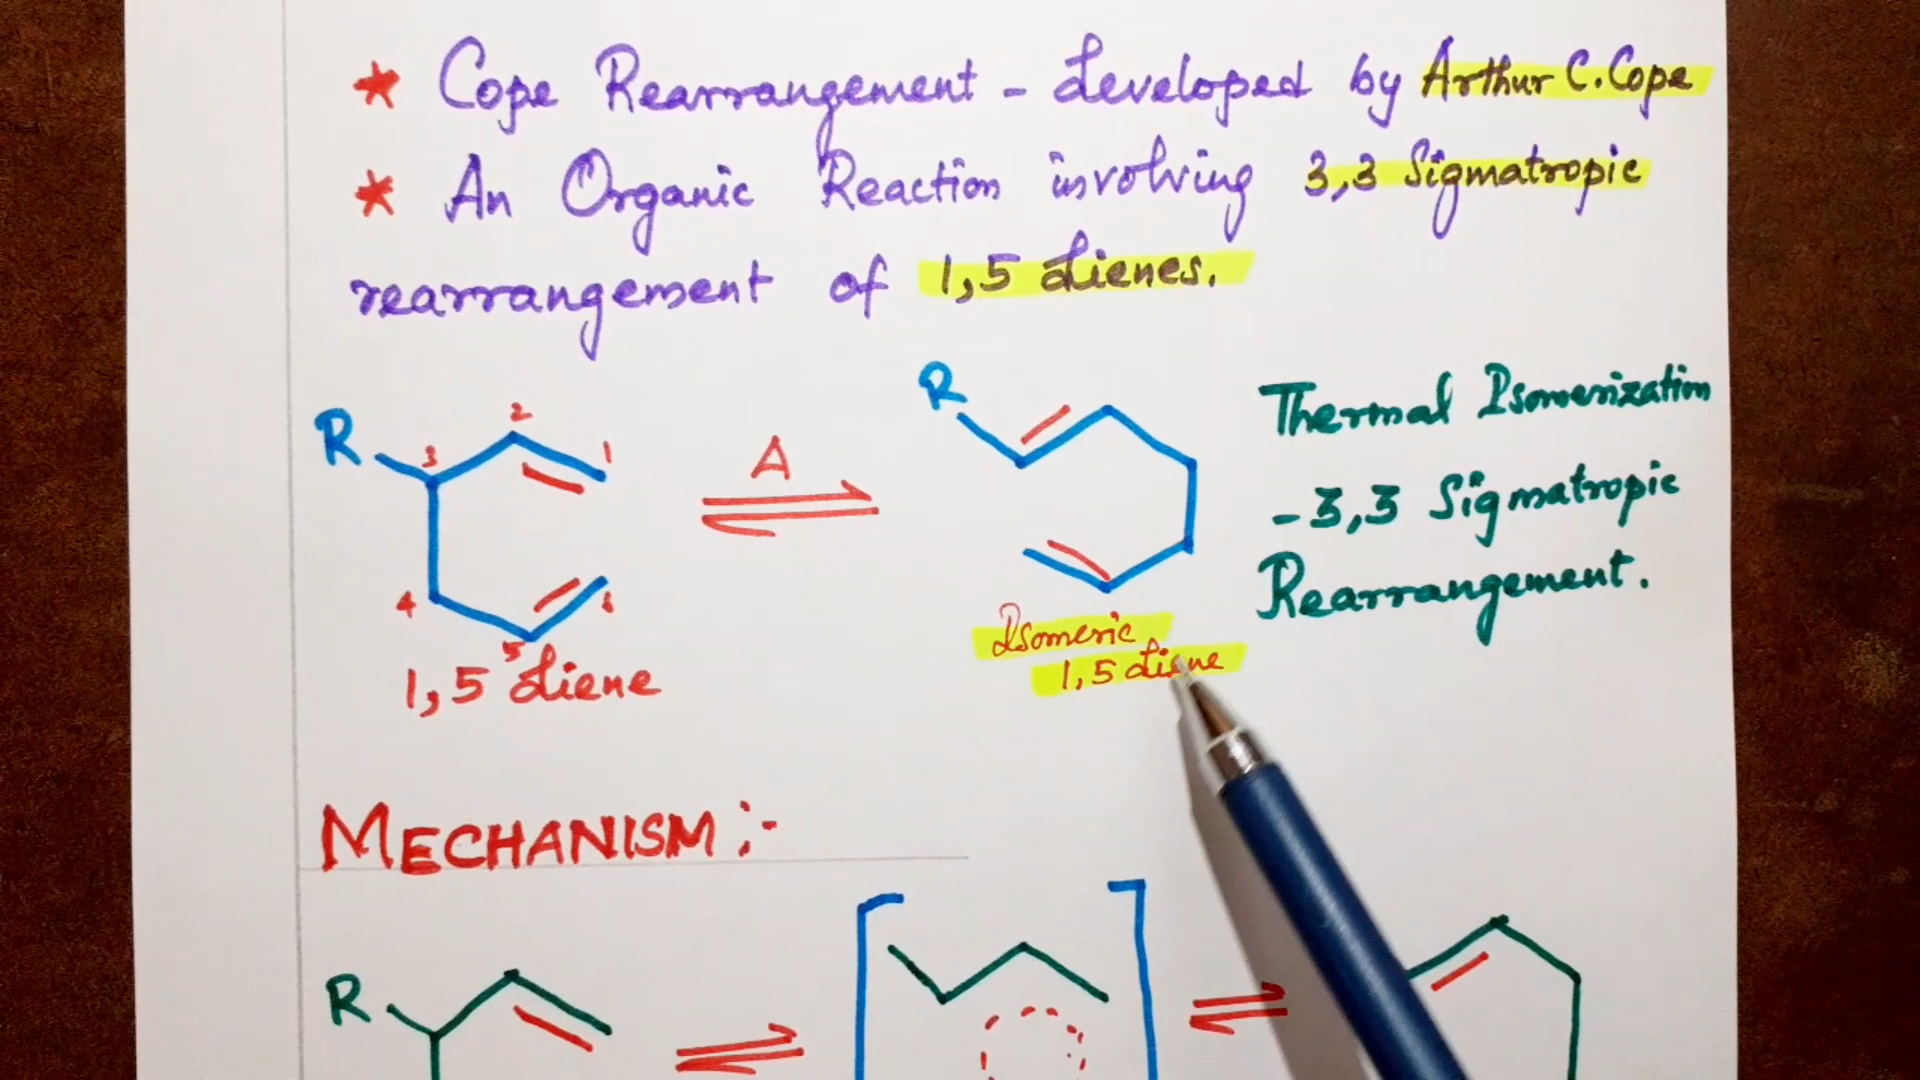 ★ Cope Rearrangement - developed by Arthur C. Cope
★ An Organic Reaction involving 3,3 Sigmatropic
rearrangement of 1,5 dienes.
R 3 2 1
4 5 6
1,5 diene
Δ
R
Isomeric
1,5 diene
Thermal Isomerization
- 3,3 Sigmatropic
Rearrangement.
MECHANISM :-
R